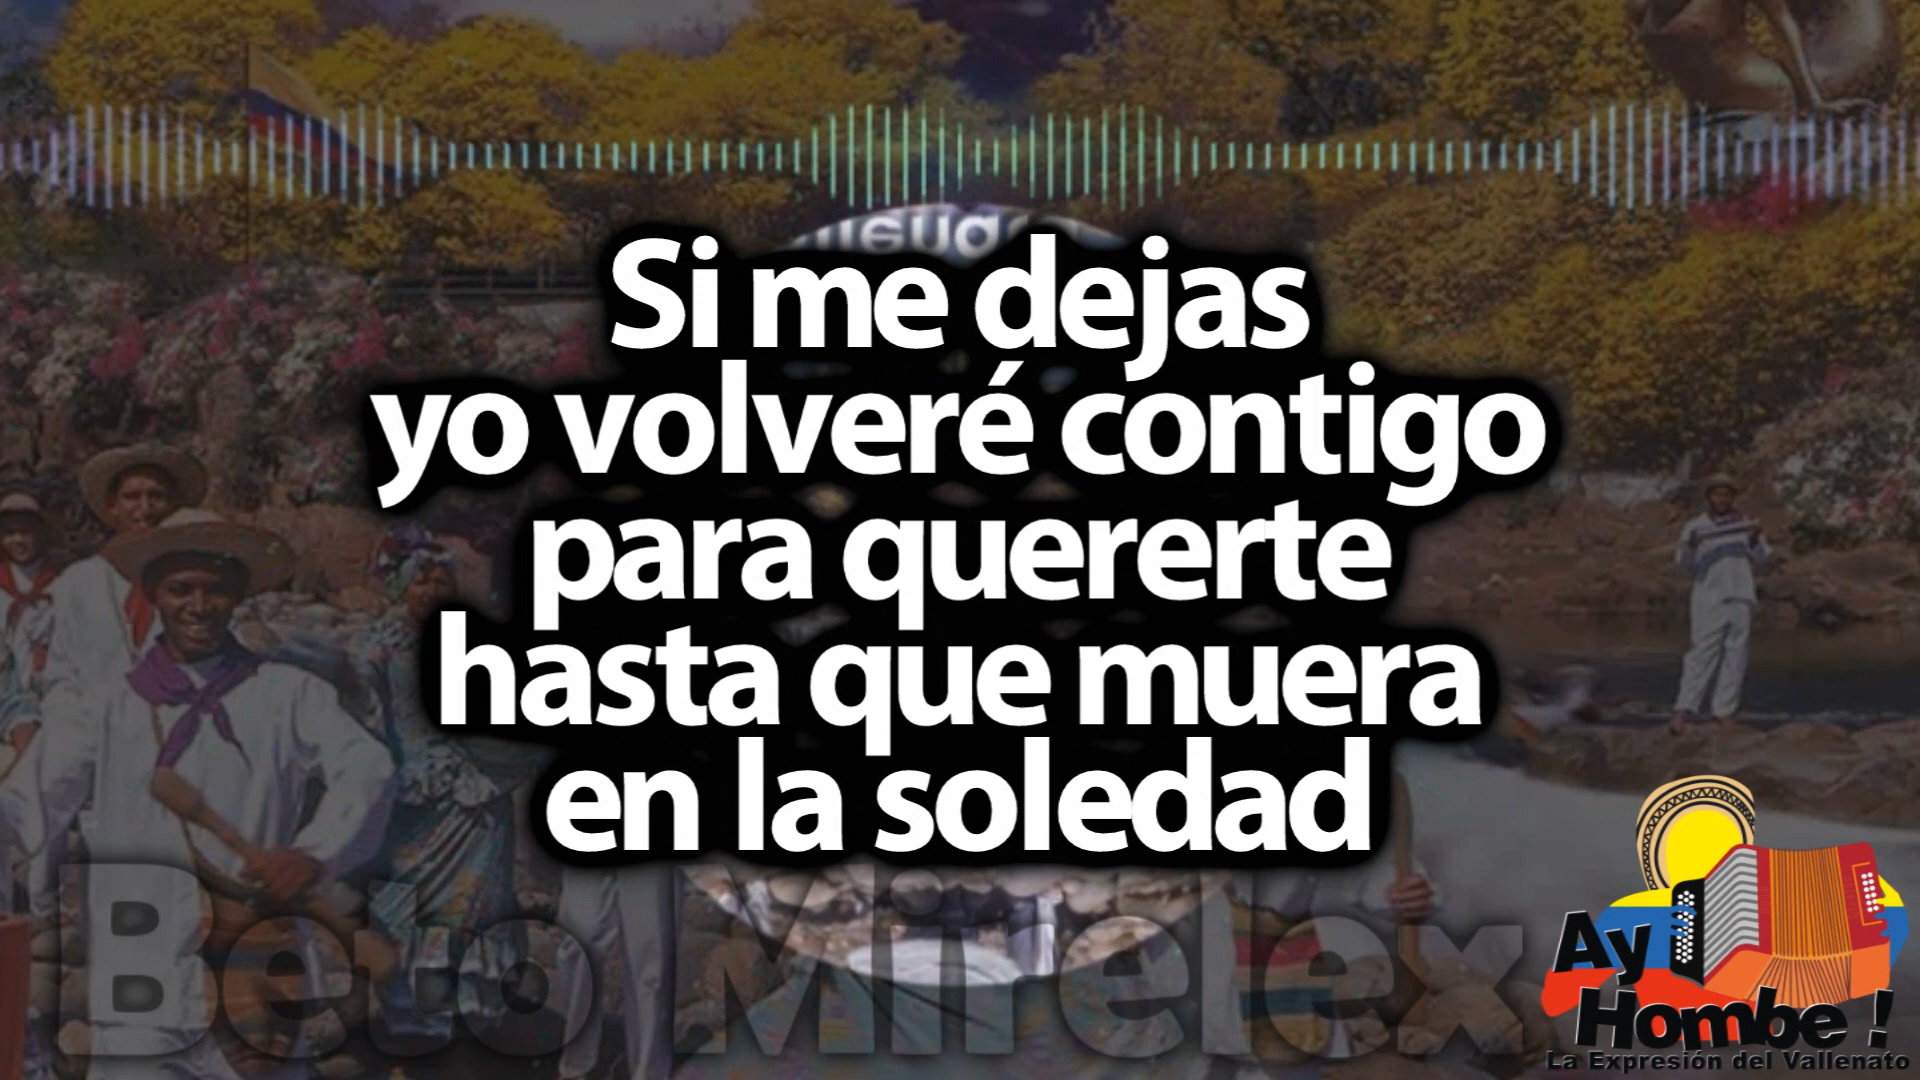 Si me dejas
yo volveré contigo
para quererte
hasta que muera
en la soledad
Beto Mirelex
Ay
Hombe !
La Expresión del Vallenato